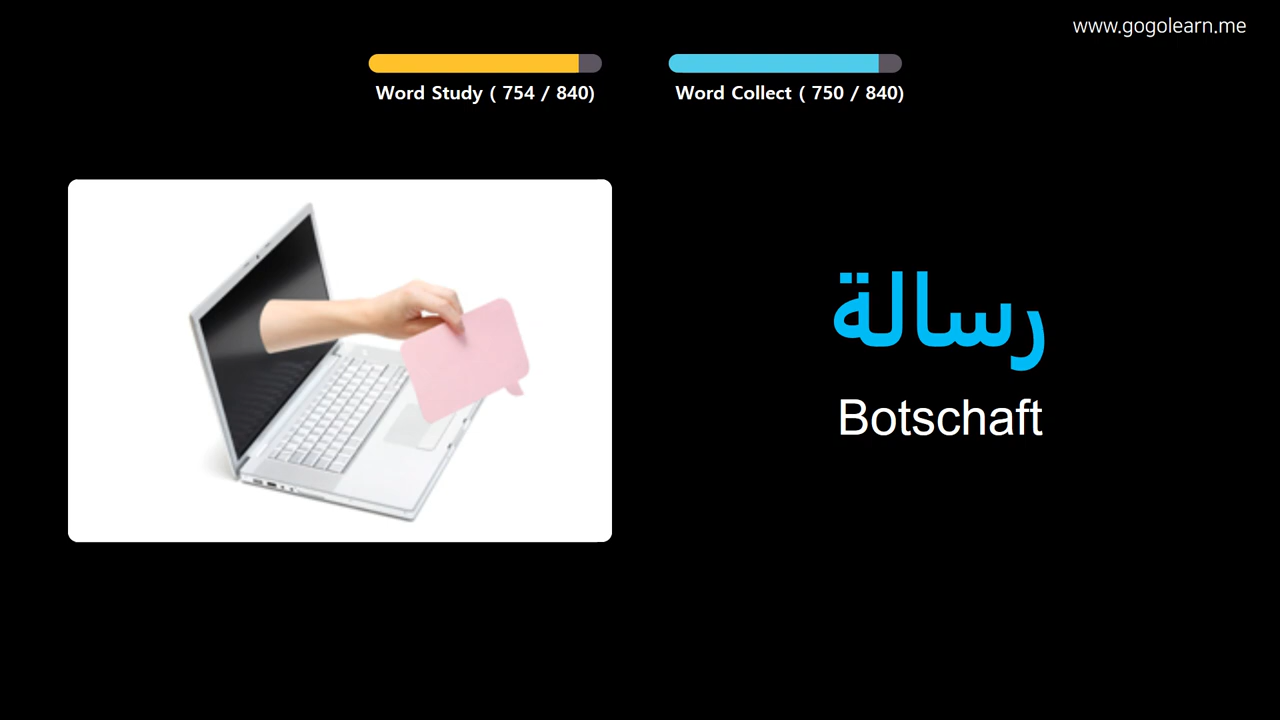 www.gogolearn.me
Word Study ( 754 / 840)
Word Collect ( 750 / 840)
رسالة
Botschaft